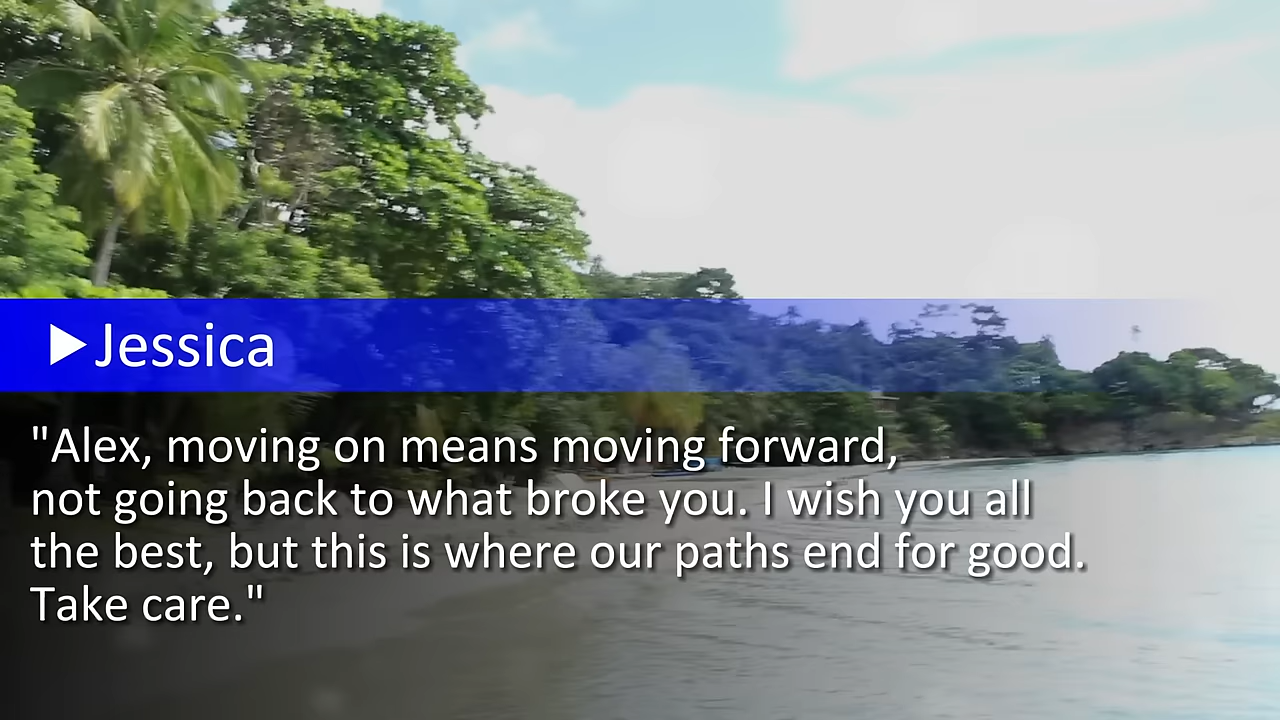 ▶Jessica
"Alex, moving on means moving forward,
not going back to what broke you. I wish you all
the best, but this is where our paths end for good.
Take care."